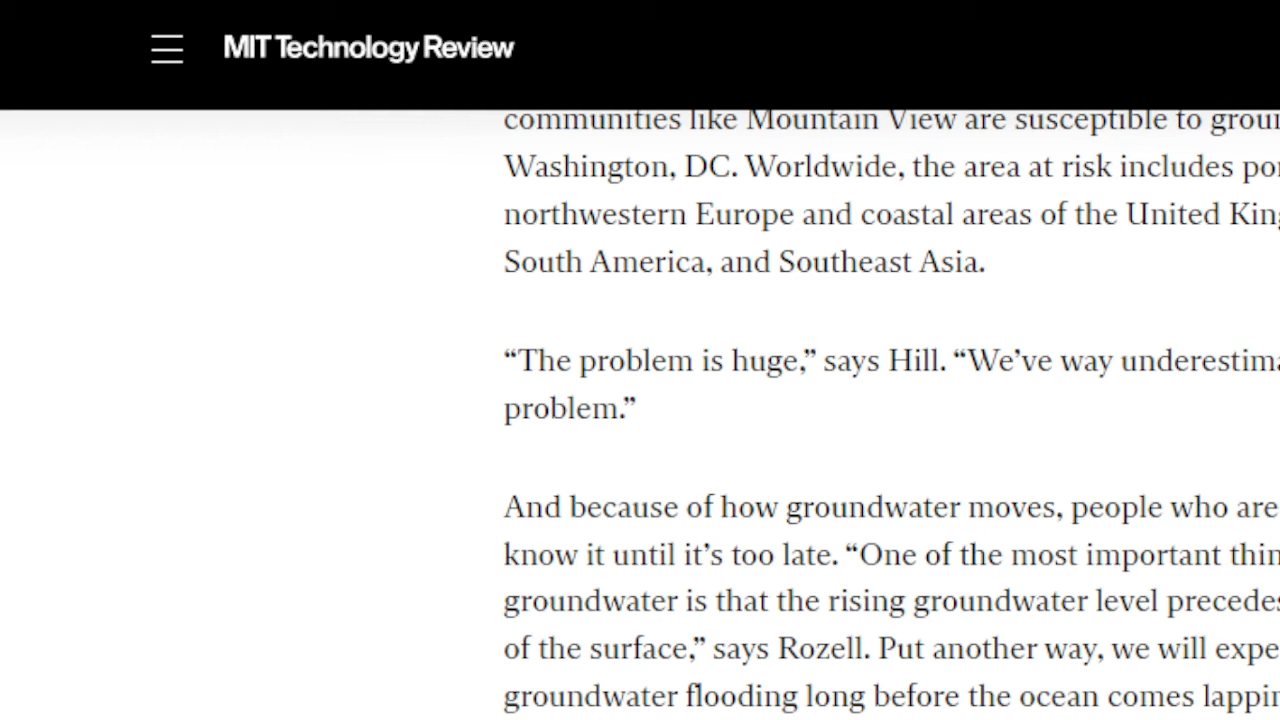 MIT Technology Review
communities like Mountain View are susceptible to
Washington, DC. Worldwide, the area at risk includes
northwestern Europe and coastal areas of the United
South America, and Southeast Asia.
“The problem is huge,” says Hill. “We’ve way
problem.”
And because of how groundwater moves, people who are
know it until it’s too late. “One of the most important
groundwater is that the rising groundwater level
of the surface,” says Rozell. Put another way, we will
groundwater flooding long before the ocean comes